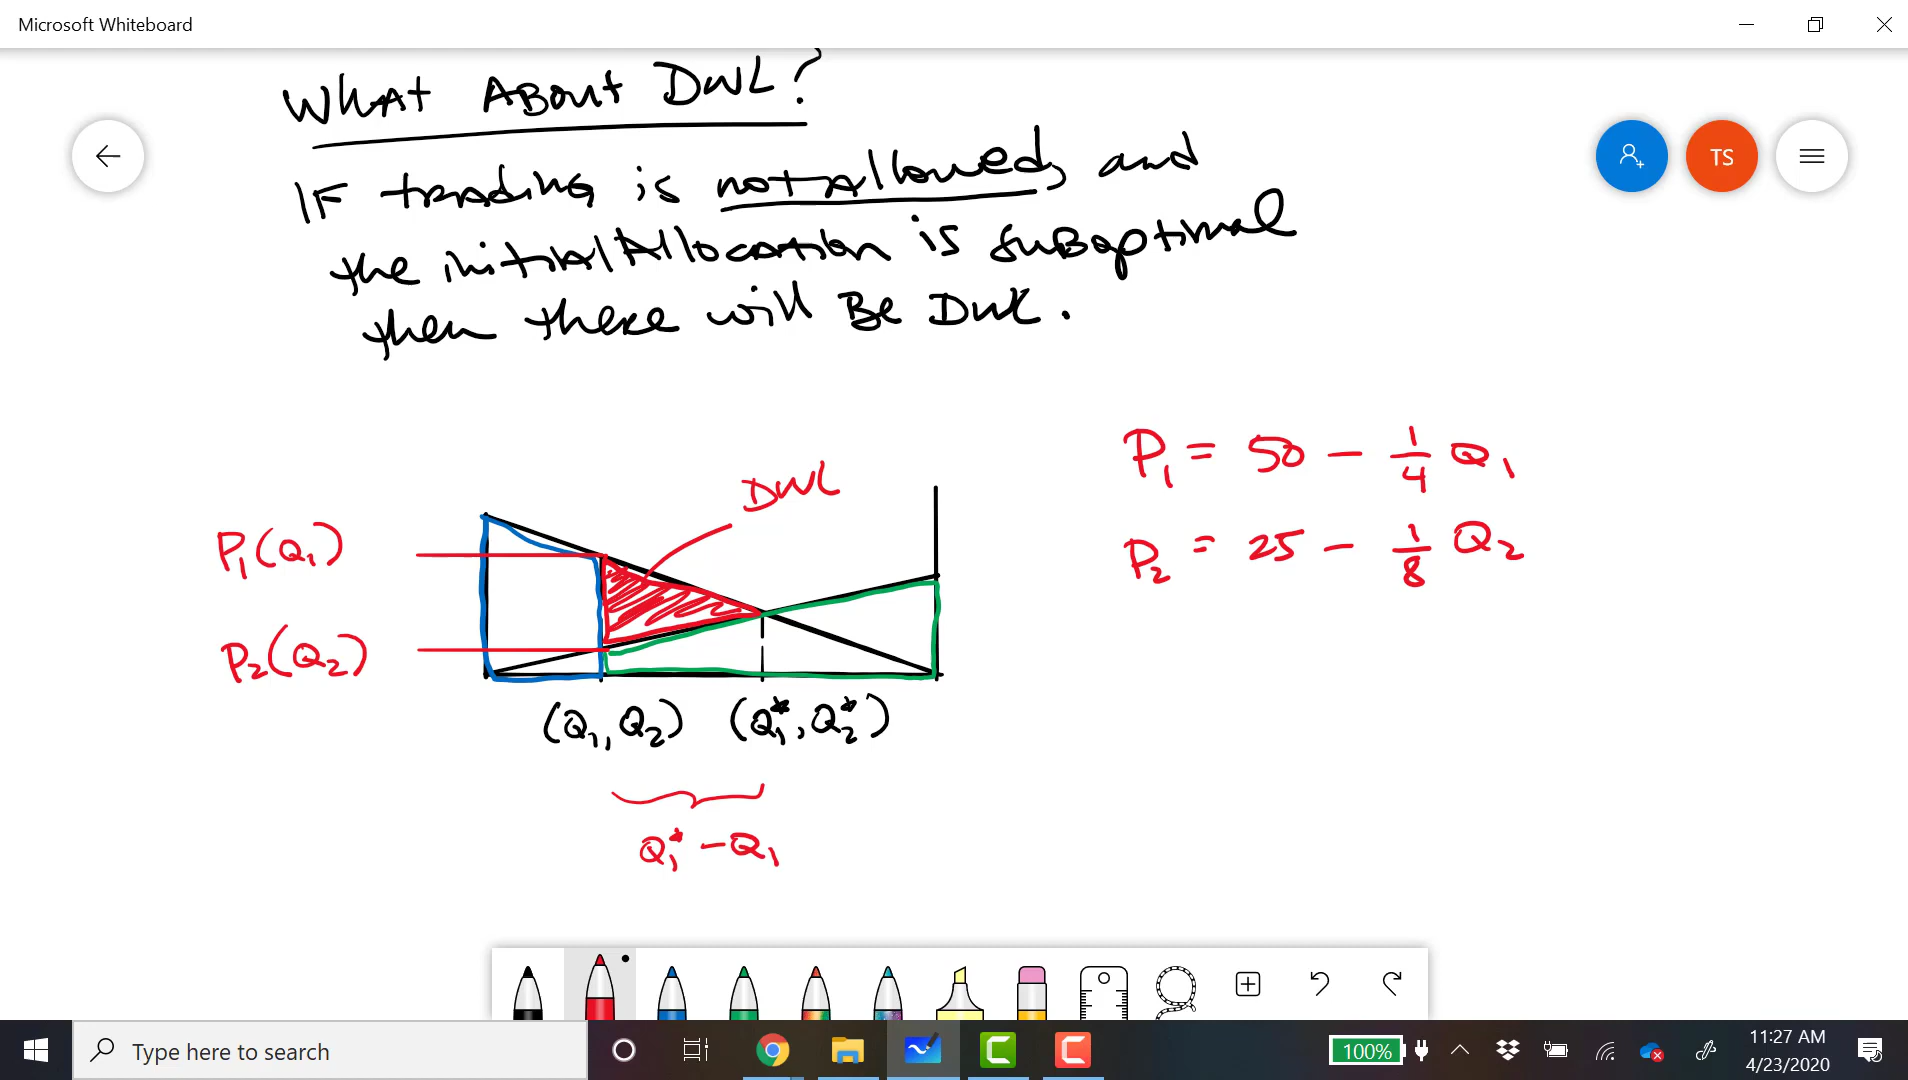 Microsoft Whiteboard
What About DWL?
TS
IF trading is not allowed, and
the initial Allocation is suboptimal
then there will Be DWL.
P₁ = 50 - 1/4 Q₁
DWL
P₁(Q₁)
P₂ = 25 - 1/8 Q₂
P₂(Q₂)
(Q₁, Q₂) (Q₁*, Q₂*)
Q₁* - Q₁
Type here to search
100%
11:27 AM
4/23/2020